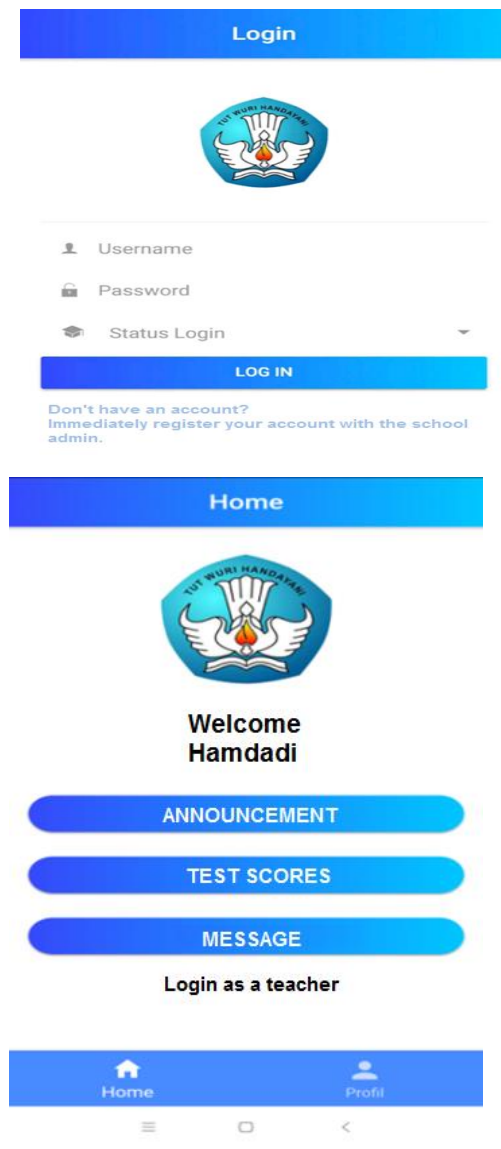 Login
TUT WURI HANDAYANI
Username
Password
Status Login
LOG IN
Don't have an account?
Immediately register your account with the school
admin.
Home
TUT WURI HANDAYANI
Welcome
Hamdadi
ANNOUNCEMENT
TEST SCORES
MESSAGE
Login as a teacher
Home
Profil